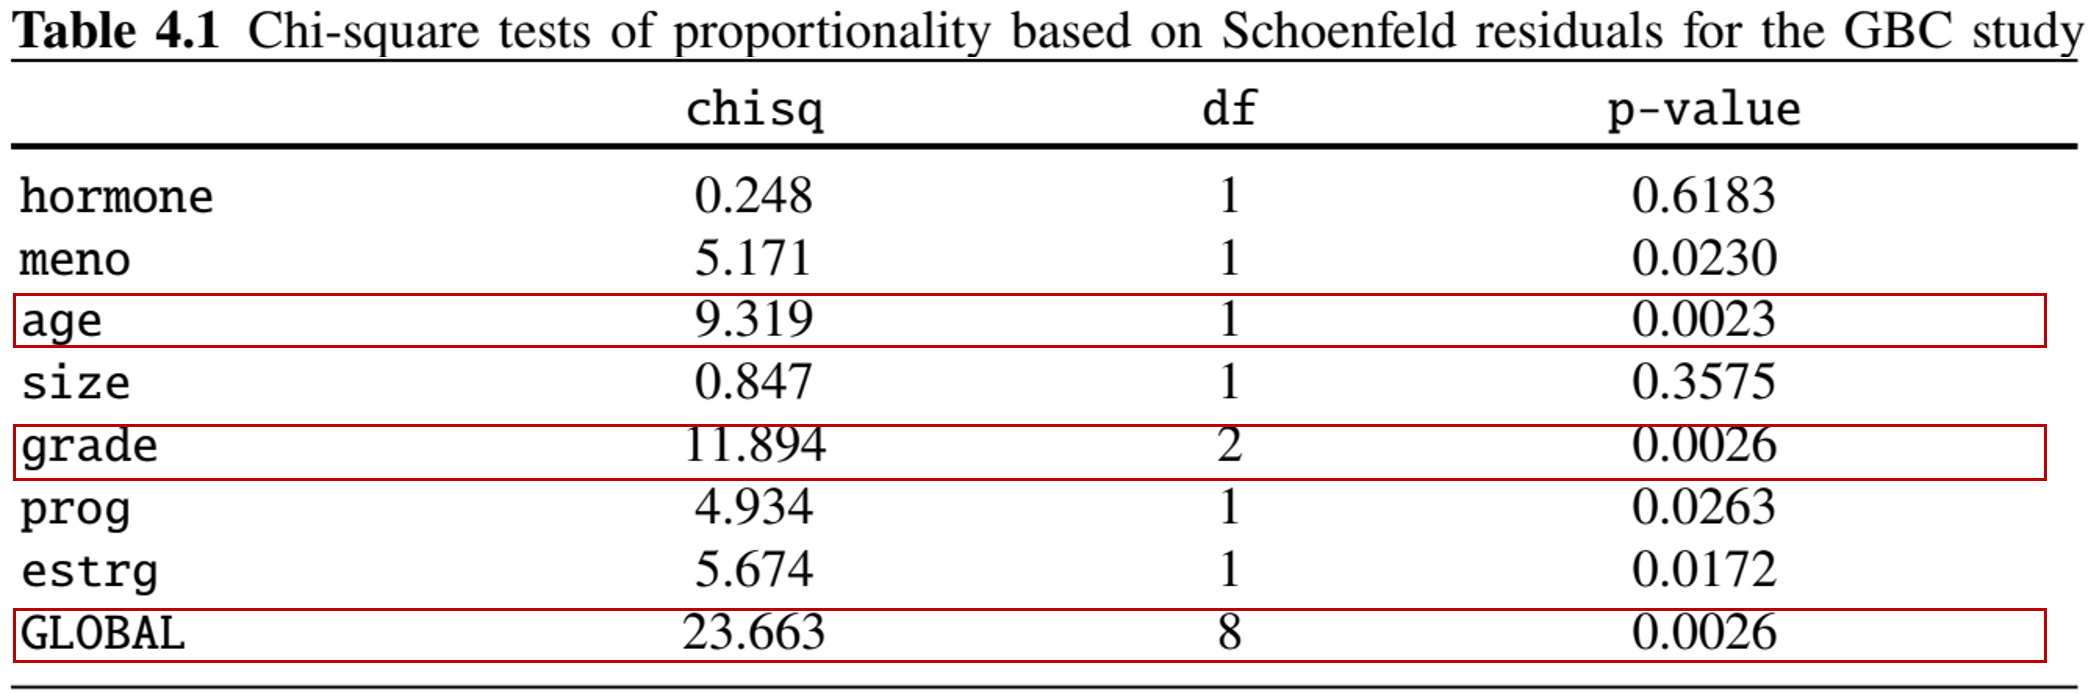 Table 4.1 Chi-square tests of proportionality based on Schoenfeld residuals for the GBC study
chisq df p-value
hormone 0.248 1 0.6183
meno 5.171 1 0.0230
age 9.319 1 0.0023
size 0.847 1 0.3575
grade 11.894 2 0.0026
prog 4.934 1 0.0263
estrg 5.674 1 0.0172
GLOBAL 23.663 8 0.0026